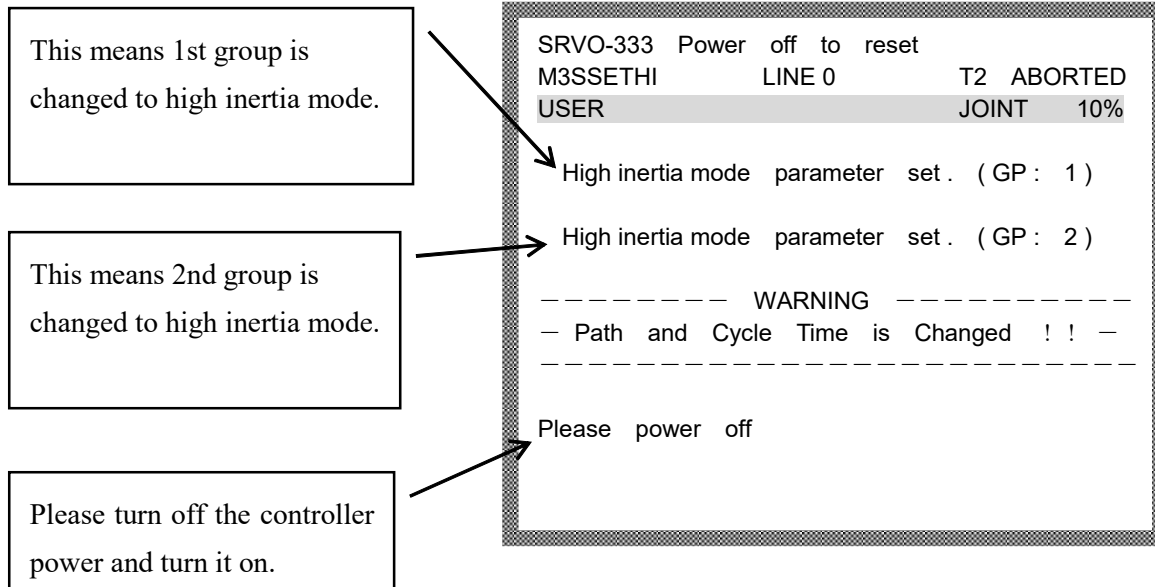 This means 1st group is
changed to high inertia mode.
This means 2nd group is
changed to high inertia mode.
Please turn off the controller
power and turn it on.
SRVO-333 Power off to reset
M3SSETHI LINE 0 T2 ABORTED
USER JOINT 10%
High inertia mode parameter set . ( GP : 1 )
High inertia mode parameter set . ( GP : 2 )
－－－－－－－－ WARNING －－－－－－－－－－
－ Path and Cycle Time is Changed ！！ －
－－－－－－－－－－－－－－－－－－－－－－－－－
Please power off